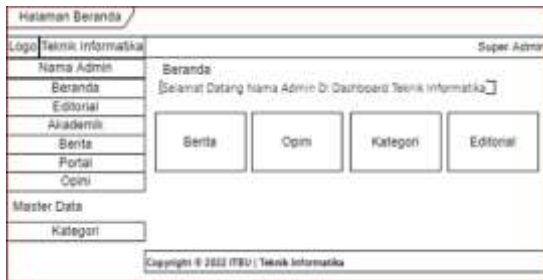 Halaman Beranda
Logo Teknik Informatika
Super Admin
Nama Admin
Beranda
Editorial
Akademik
Berita
Portal
Opini
Master Data
Kategori
Beranda
Selamat Datang Nama Admin Di Dashboard Teknik Informatika
Berita
Opini
Kategori
Editorial
Copyright © 2022 ITBU | Teknik Informatika